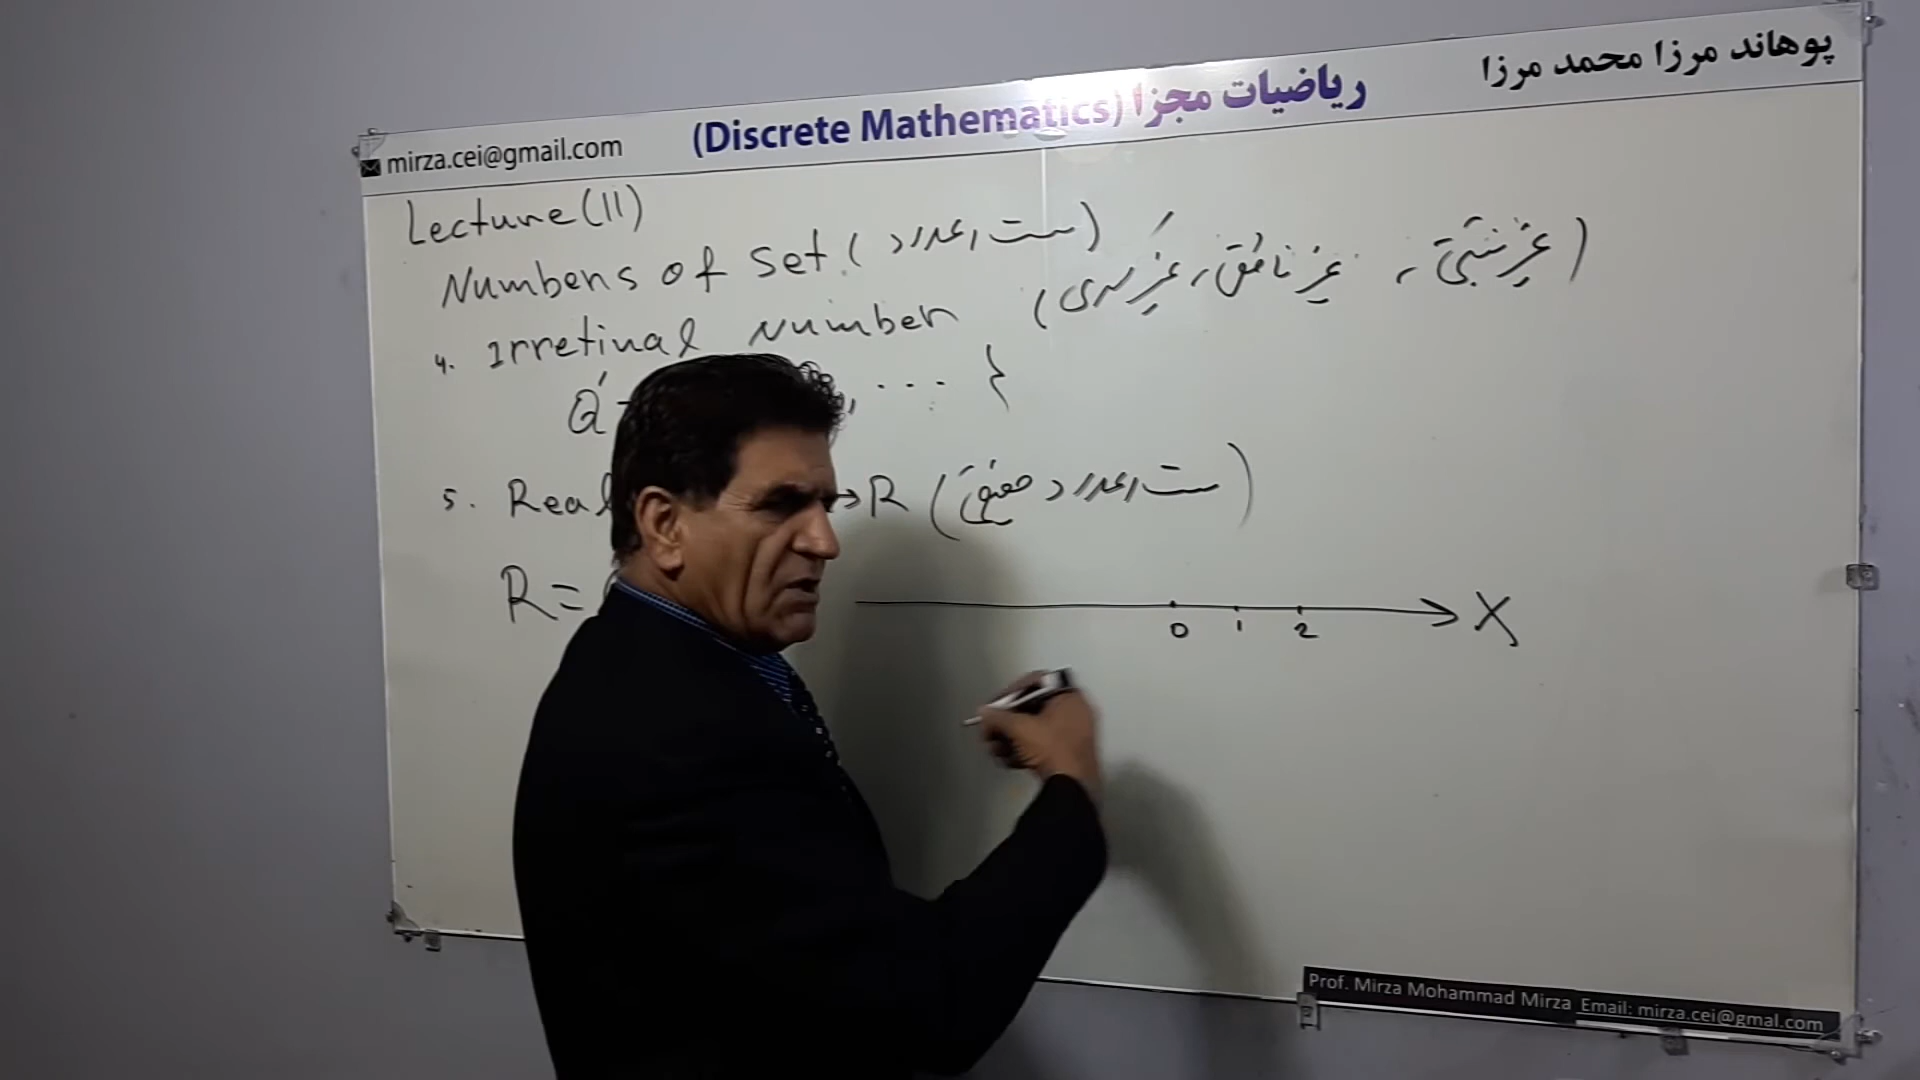 پوهاند مرزا محمد مرزا
ریاضیات مجزا (Discrete Mathematics)
mirza.cei@gmail.com
Lecture(11)
Numbers of set (ست اعداد)
4. Irretinal Number (غیر کسری، غیر ناطق، غیر نسبتی)
Q' , ... }
5. Real → R (ست اعداد حقیقی)
R =
0 1 2 X
Prof. Mirza Mohammad Mirza Email: mirza.cei@gmal.com